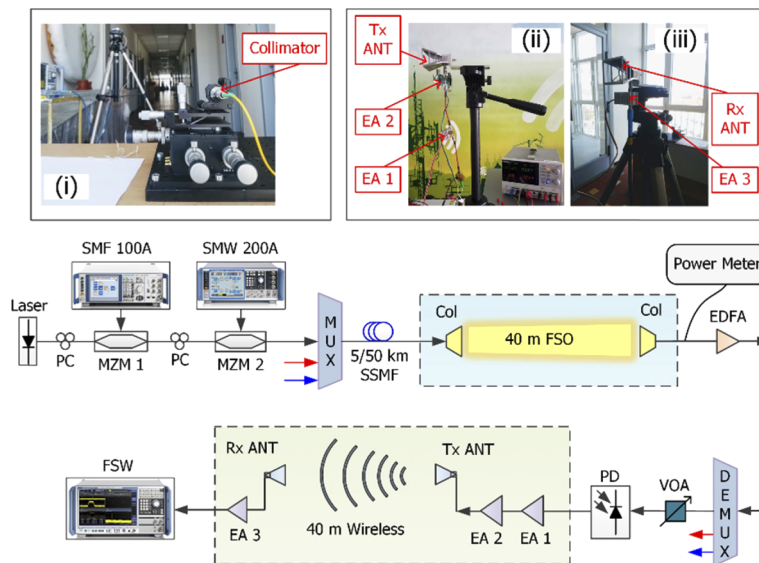 Collimator
(i)
Tx
ANT
EA 2
EA 1
(ii)
(iii)
Rx
ANT
EA 3
SMF 100A
SMW 200A
Laser
PC
MZM 1
PC
MZM 2
MUX
5/50 km
SSMF
Col
40 m FSO
Col
Power Meter
EDFA
FSW
Rx ANT
EA 3
40 m Wireless
Tx ANT
EA 2
EA 1
PD
VOA
DEMUX